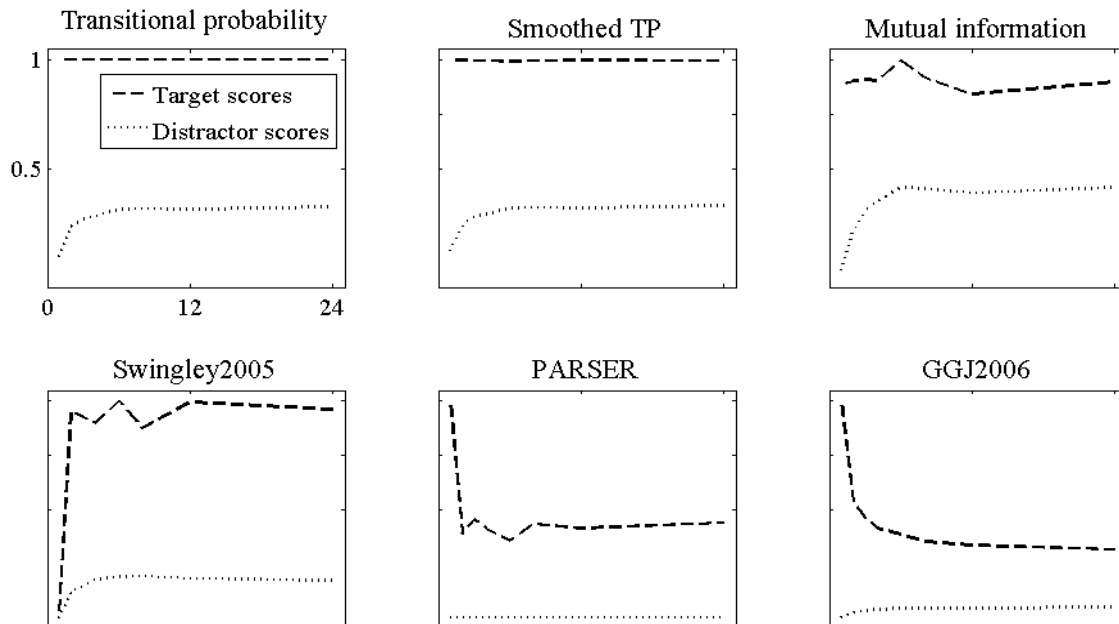 Transitional probability
Smoothed TP
Mutual information
1
Target scores
Distractor scores
0.5
0
12
24
Swingley2005
PARSER
GGJ2006